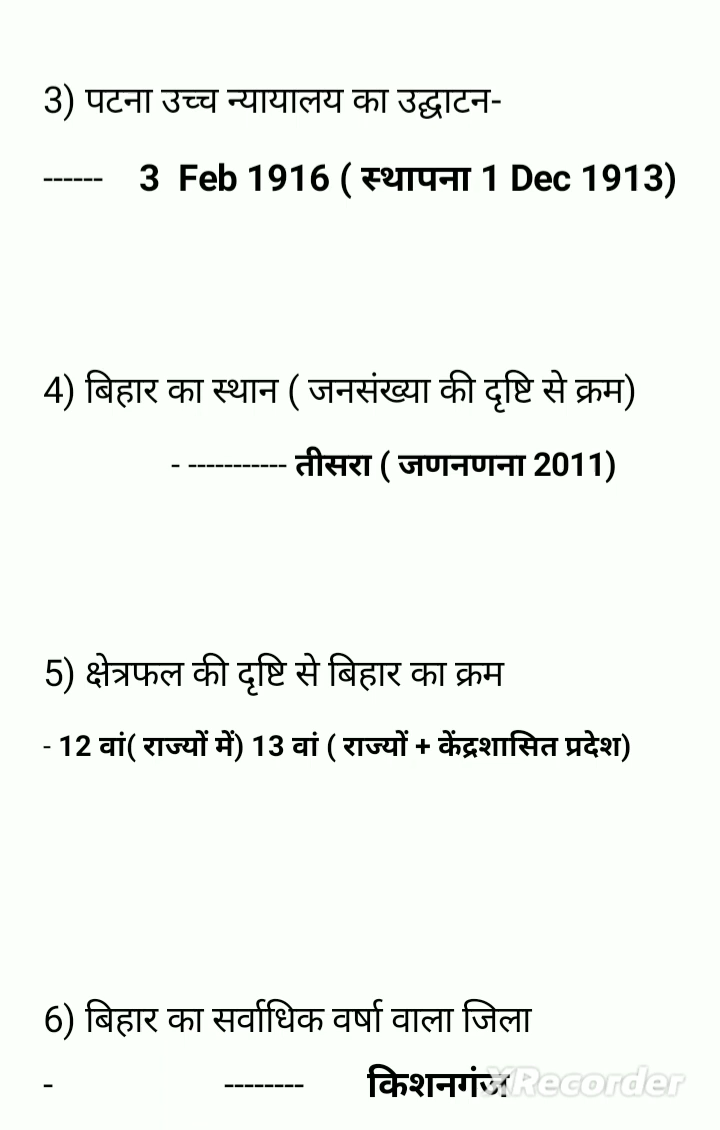 3) पटना उच्च न्यायालय का उद्घाटन-
------ 3 Feb 1916 ( स्थापना 1 Dec 1913)
4) बिहार का स्थान ( जनसंख्या की दृष्टि से क्रम)
- ----------- तीसरा ( जणनणना 2011)
5) क्षेत्रफल की दृष्टि से बिहार का क्रम
- 12 वां( राज्यों में) 13 वां ( राज्यों + केंद्रशासित प्रदेश)
6) बिहार का सर्वाधिक वर्षा वाला जिला
- -------- किशनगंज
XRecorder